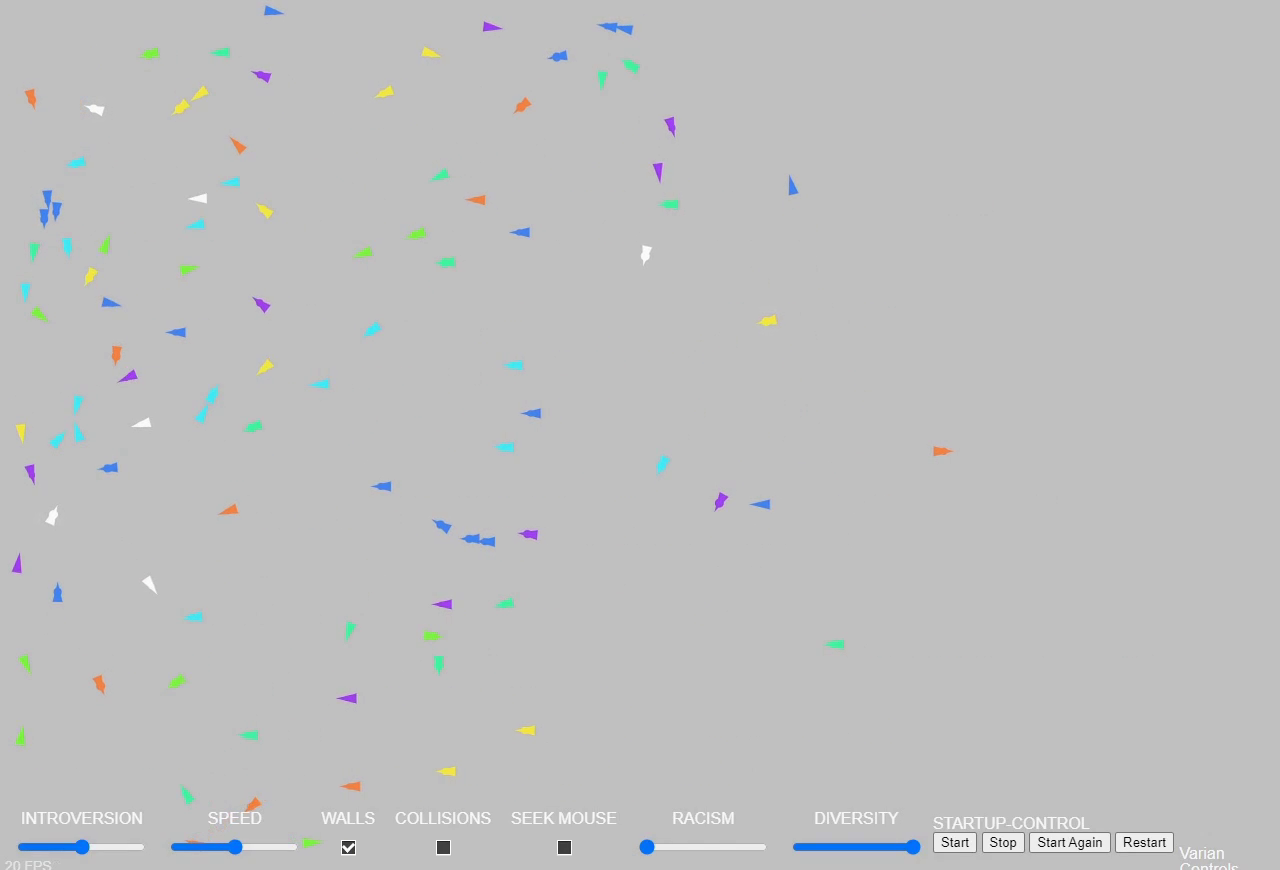 INTROVERSION SPEED WALLS COLLISIONS SEEK MOUSE RACISM DIVERSITY STARTUP-CONTROL
Start Stop Start Again Restart
Varian
Controls
20 FPS